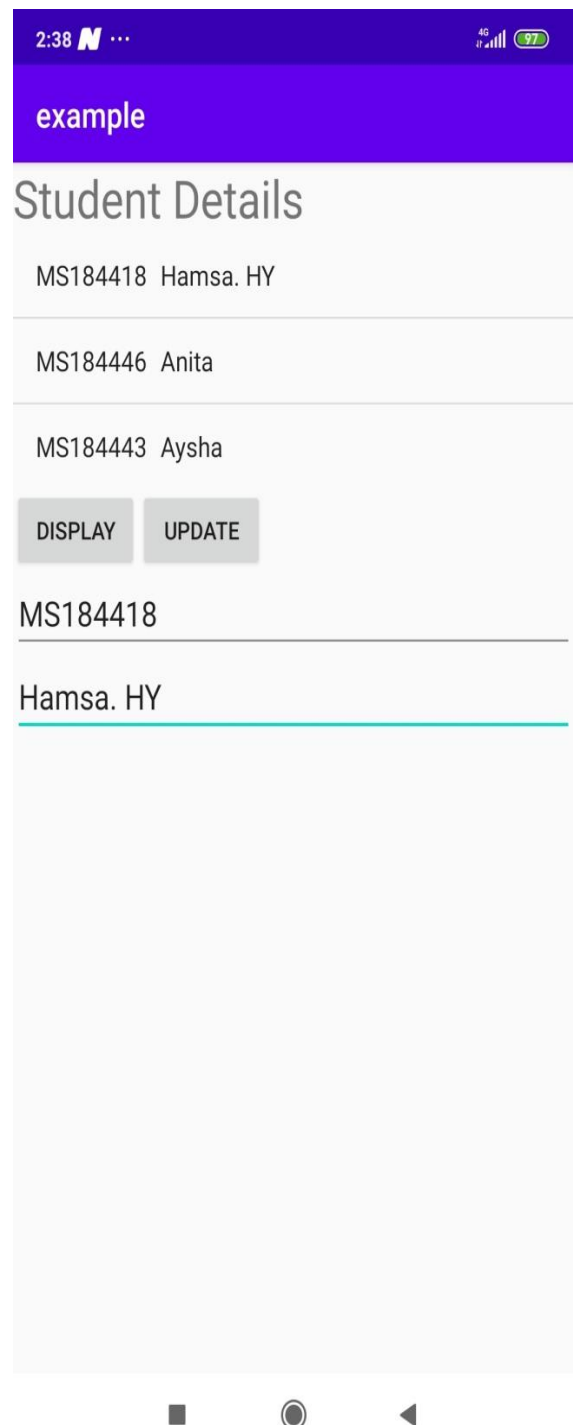 2:38 N ··· 4G 97
example
Student Details
MS184418 Hamsa. HY
MS184446 Anita
MS184443 Aysha
DISPLAY UPDATE
MS184418
Hamsa. HY